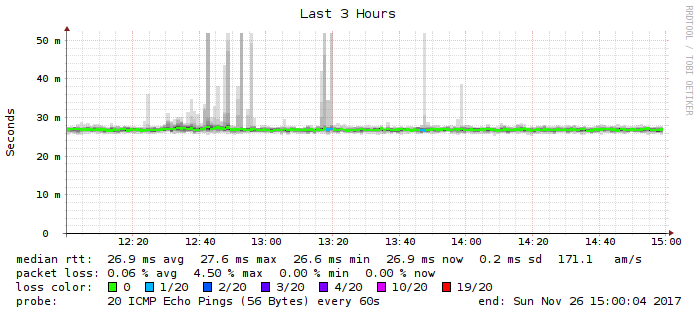 Last 3 Hours
RRDTOOL / TOBI OETIKER
Seconds
50 m
40 m
30 m
20 m
10 m
0
12:20 12:40 13:00 13:20 13:40 14:00 14:20 14:40 15:00
median rtt: 26.9 ms avg 27.6 ms max 26.6 ms min 26.9 ms now 0.2 ms sd 171.1 am/s
packet loss: 0.06 % avg 4.50 % max 0.00 % min 0.00 % now
loss color: 0 1/20 2/20 3/20 4/20 10/20 19/20
probe: 20 ICMP Echo Pings (56 Bytes) every 60s end: Sun Nov 26 15:00:04 2017